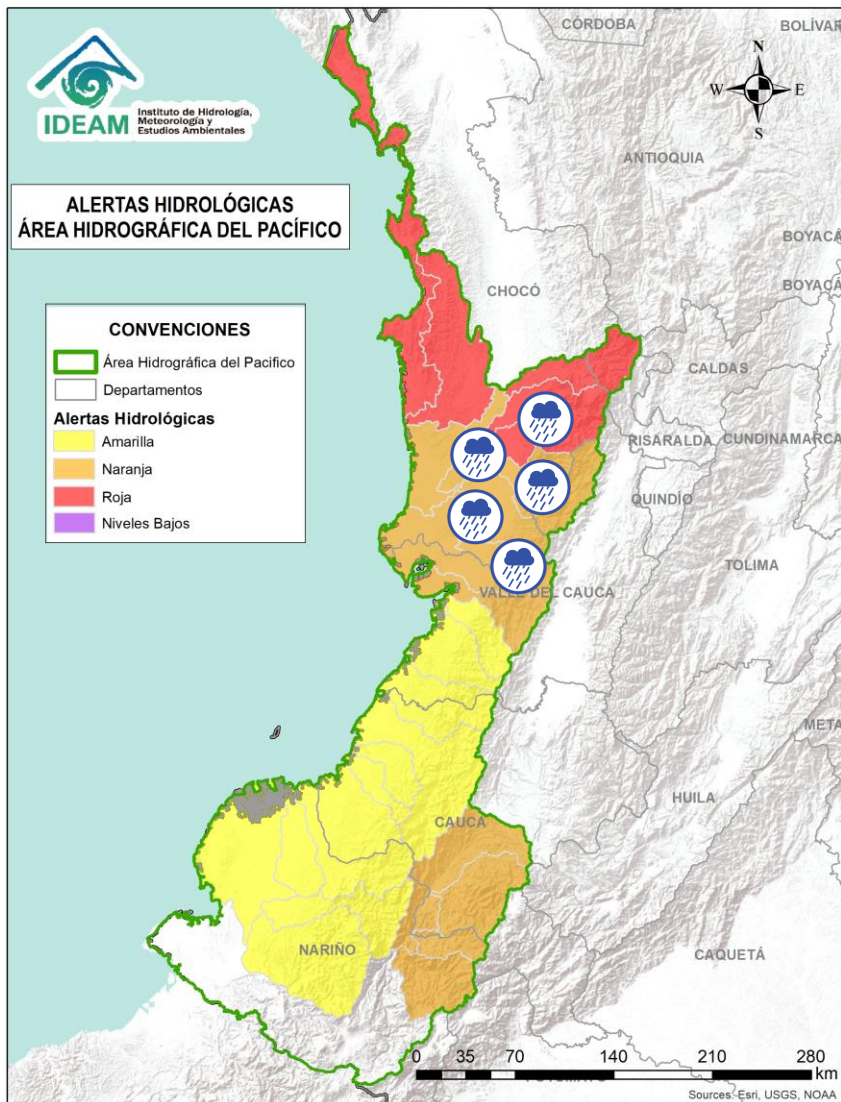 CÓRDOBA
BOLÍVAR
IDEAM
Instituto de Hidrología,
Meteorología y
Estudios Ambientales
N
W E
S
ANTIOQUIA
ALERTAS HIDROLÓGICAS
ÁREA HIDROGRÁFICA DEL PACÍFICO
BOYACÁ
BOYACÁ
CHOCÓ
CONVENCIONES
Área Hidrográfica del Pacifico
Departamentos
Alertas Hidrológicas
Amarilla
Naranja
Roja
Niveles Bajos
CALDAS
RISARALDA
CUNDINAMARCA
QUINDÍO
TOLIMA
VALLE DEL CAUCA
META
HUILA
CAUCA
NARIÑO
CAQUETÁ
0 35 70 140 210 280
km
Sources: Esri, USGS, NOAA